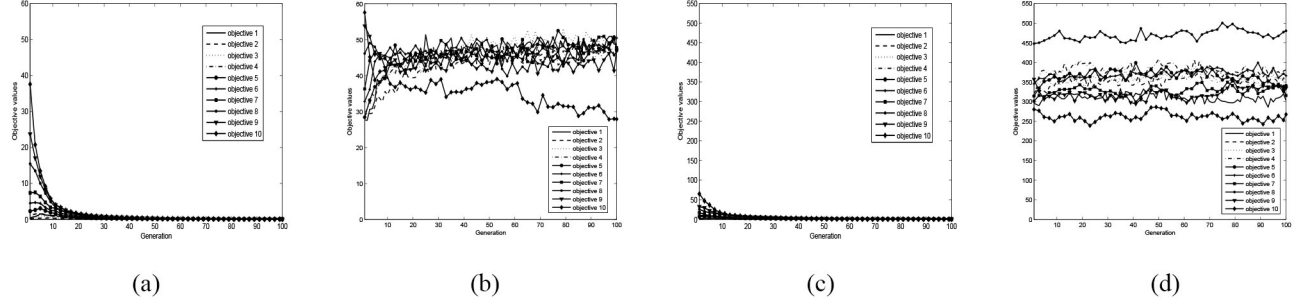 60
50
40
30
20
10
0
Objective values
objective 1
objective 2
objective 3
objective 4
objective 5
objective 6
objective 7
objective 8
objective 9
objective 10
10 20 30 40 50 60 70 80 90 100
Generation
(a)
60
50
40
30
20
10
0
Objective values
objective 1
objective 2
objective 3
objective 4
objective 5
objective 6
objective 7
objective 8
objective 9
objective 10
10 20 30 40 50 60 70 80 90 100
Generation
(b)
550
500
450
400
350
300
250
200
150
100
50
0
Objective values
objective 1
objective 2
objective 3
objective 4
objective 5
objective 6
objective 7
objective 8
objective 9
objective 10
10 20 30 40 50 60 70 80 90 100
Generation
(c)
550
500
450
400
350
300
250
200
150
100
50
0
Objective values
objective 1
objective 2
objective 3
objective 4
objective 5
objective 6
objective 7
objective 8
objective 9
objective 10
10 20 30 40 50 60 70 80 90 100
Generation
(d)